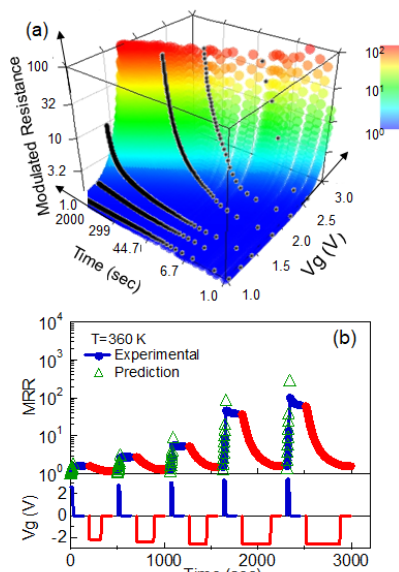 (a)
Modulated Resistance
100
32
10
3.2
1.0
2000
299
44.7
6.7
1.0
Time (sec)
1.0
1.5
2.0
2.5
3.0
Vg (V)
10²
10¹
10⁰
(b)
T=360 K
Experimental
Prediction
MRR
10⁴
10³
10²
10¹
10⁰
Vg (V)
2
0
-2
0
1000
2000
3000
Time (sec)